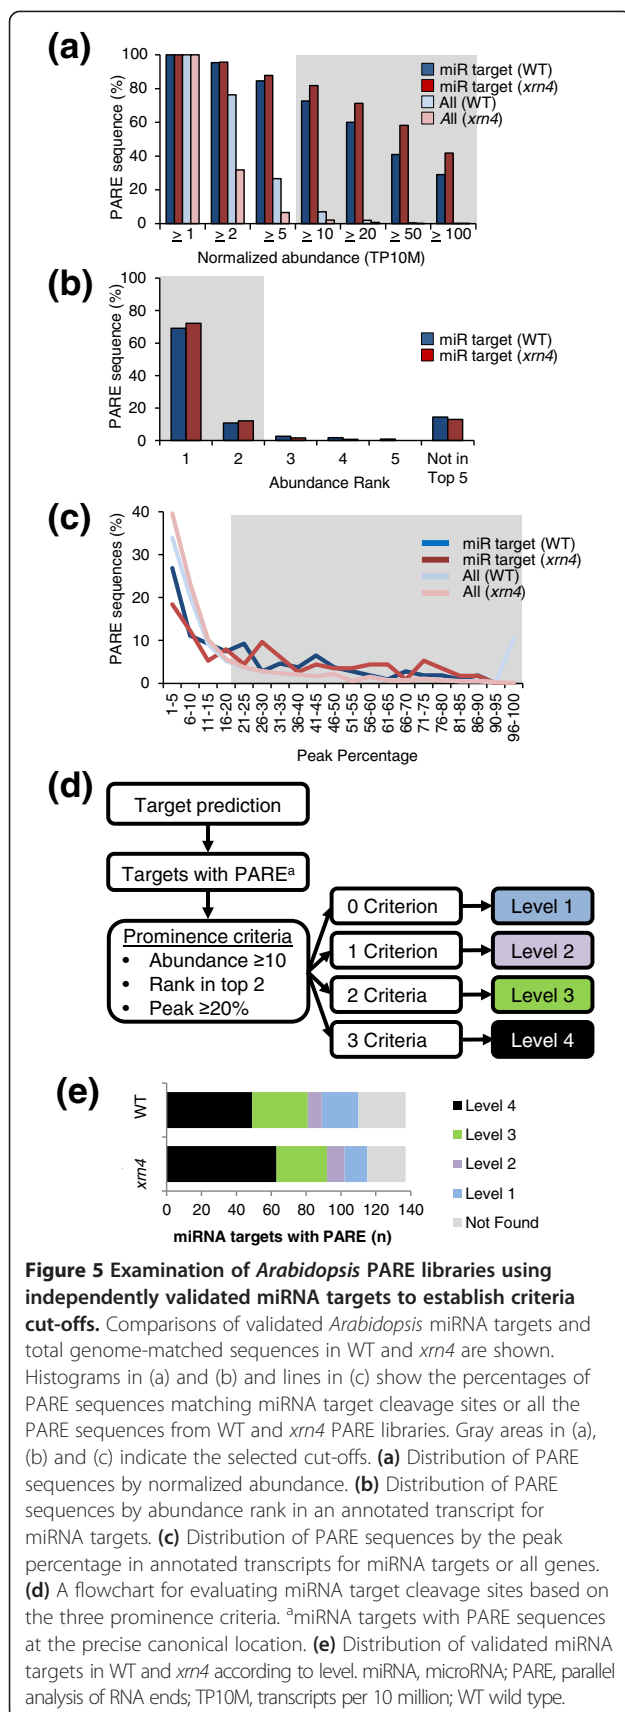 (a)
PARE sequence (%)
100
80
60
40
20
0
miR target (WT)
miR target (xrn4)
All (WT)
All (xrn4)
≥ 1 ≥ 2 ≥ 5 ≥ 10 ≥ 20 ≥ 50 ≥ 100
Normalized abundance (TP10M)
(b)
PARE sequence (%)
100
80
60
40
20
0
miR target (WT)
miR target (xrn4)
1 2 3 4 5 Not in
Top 5
Abundance Rank
(c)
PARE sequences (%)
40
30
20
10
0
miR target (WT)
miR target (xrn4)
All (WT)
All (xrn4)
1-5 6-10 11-15 16-20 21-25 26-30 31-35 36-40 41-45 46-50 51-55 56-60 61-65 66-70 71-75 76-80 81-85 86-90 90-95 96-100
Peak Percentage
(d)
Target prediction
Targets with PAREᵃ
Prominence criteria
• Abundance ≥10
• Rank in top 2
• Peak ≥20%
0 Criterion Level 1
1 Criterion Level 2
2 Criteria Level 3
3 Criteria Level 4
(e)
WT
xrn4
0 20 40 60 80 100 120 140
miRNA targets with PARE (n)
Level 4
Level 3
Level 2
Level 1
Not Found
Figure 5 Examination of Arabidopsis PARE libraries using
independently validated miRNA targets to establish criteria
cut-offs. Comparisons of validated Arabidopsis miRNA targets and
total genome-matched sequences in WT and xrn4 are shown.
Histograms in (a) and (b) and lines in (c) show the percentages of
PARE sequences matching miRNA target cleavage sites or all the
PARE sequences from WT and xrn4 PARE libraries. Gray areas in (a),
(b) and (c) indicate the selected cut-offs. (a) Distribution of PARE
sequences by normalized abundance. (b) Distribution of PARE
sequences by abundance rank in an annotated transcript for
miRNA targets. (c) Distribution of PARE sequences by the peak
percentage in annotated transcripts for miRNA targets or all genes.
(d) A flowchart for evaluating miRNA target cleavage sites based on
the three prominence criteria. ᵃmiRNA targets with PARE sequences
at the precise canonical location. (e) Distribution of validated miRNA
targets in WT and xrn4 according to level. miRNA, microRNA; PARE, parallel
analysis of RNA ends; TP10M, transcripts per 10 million; WT wild type.